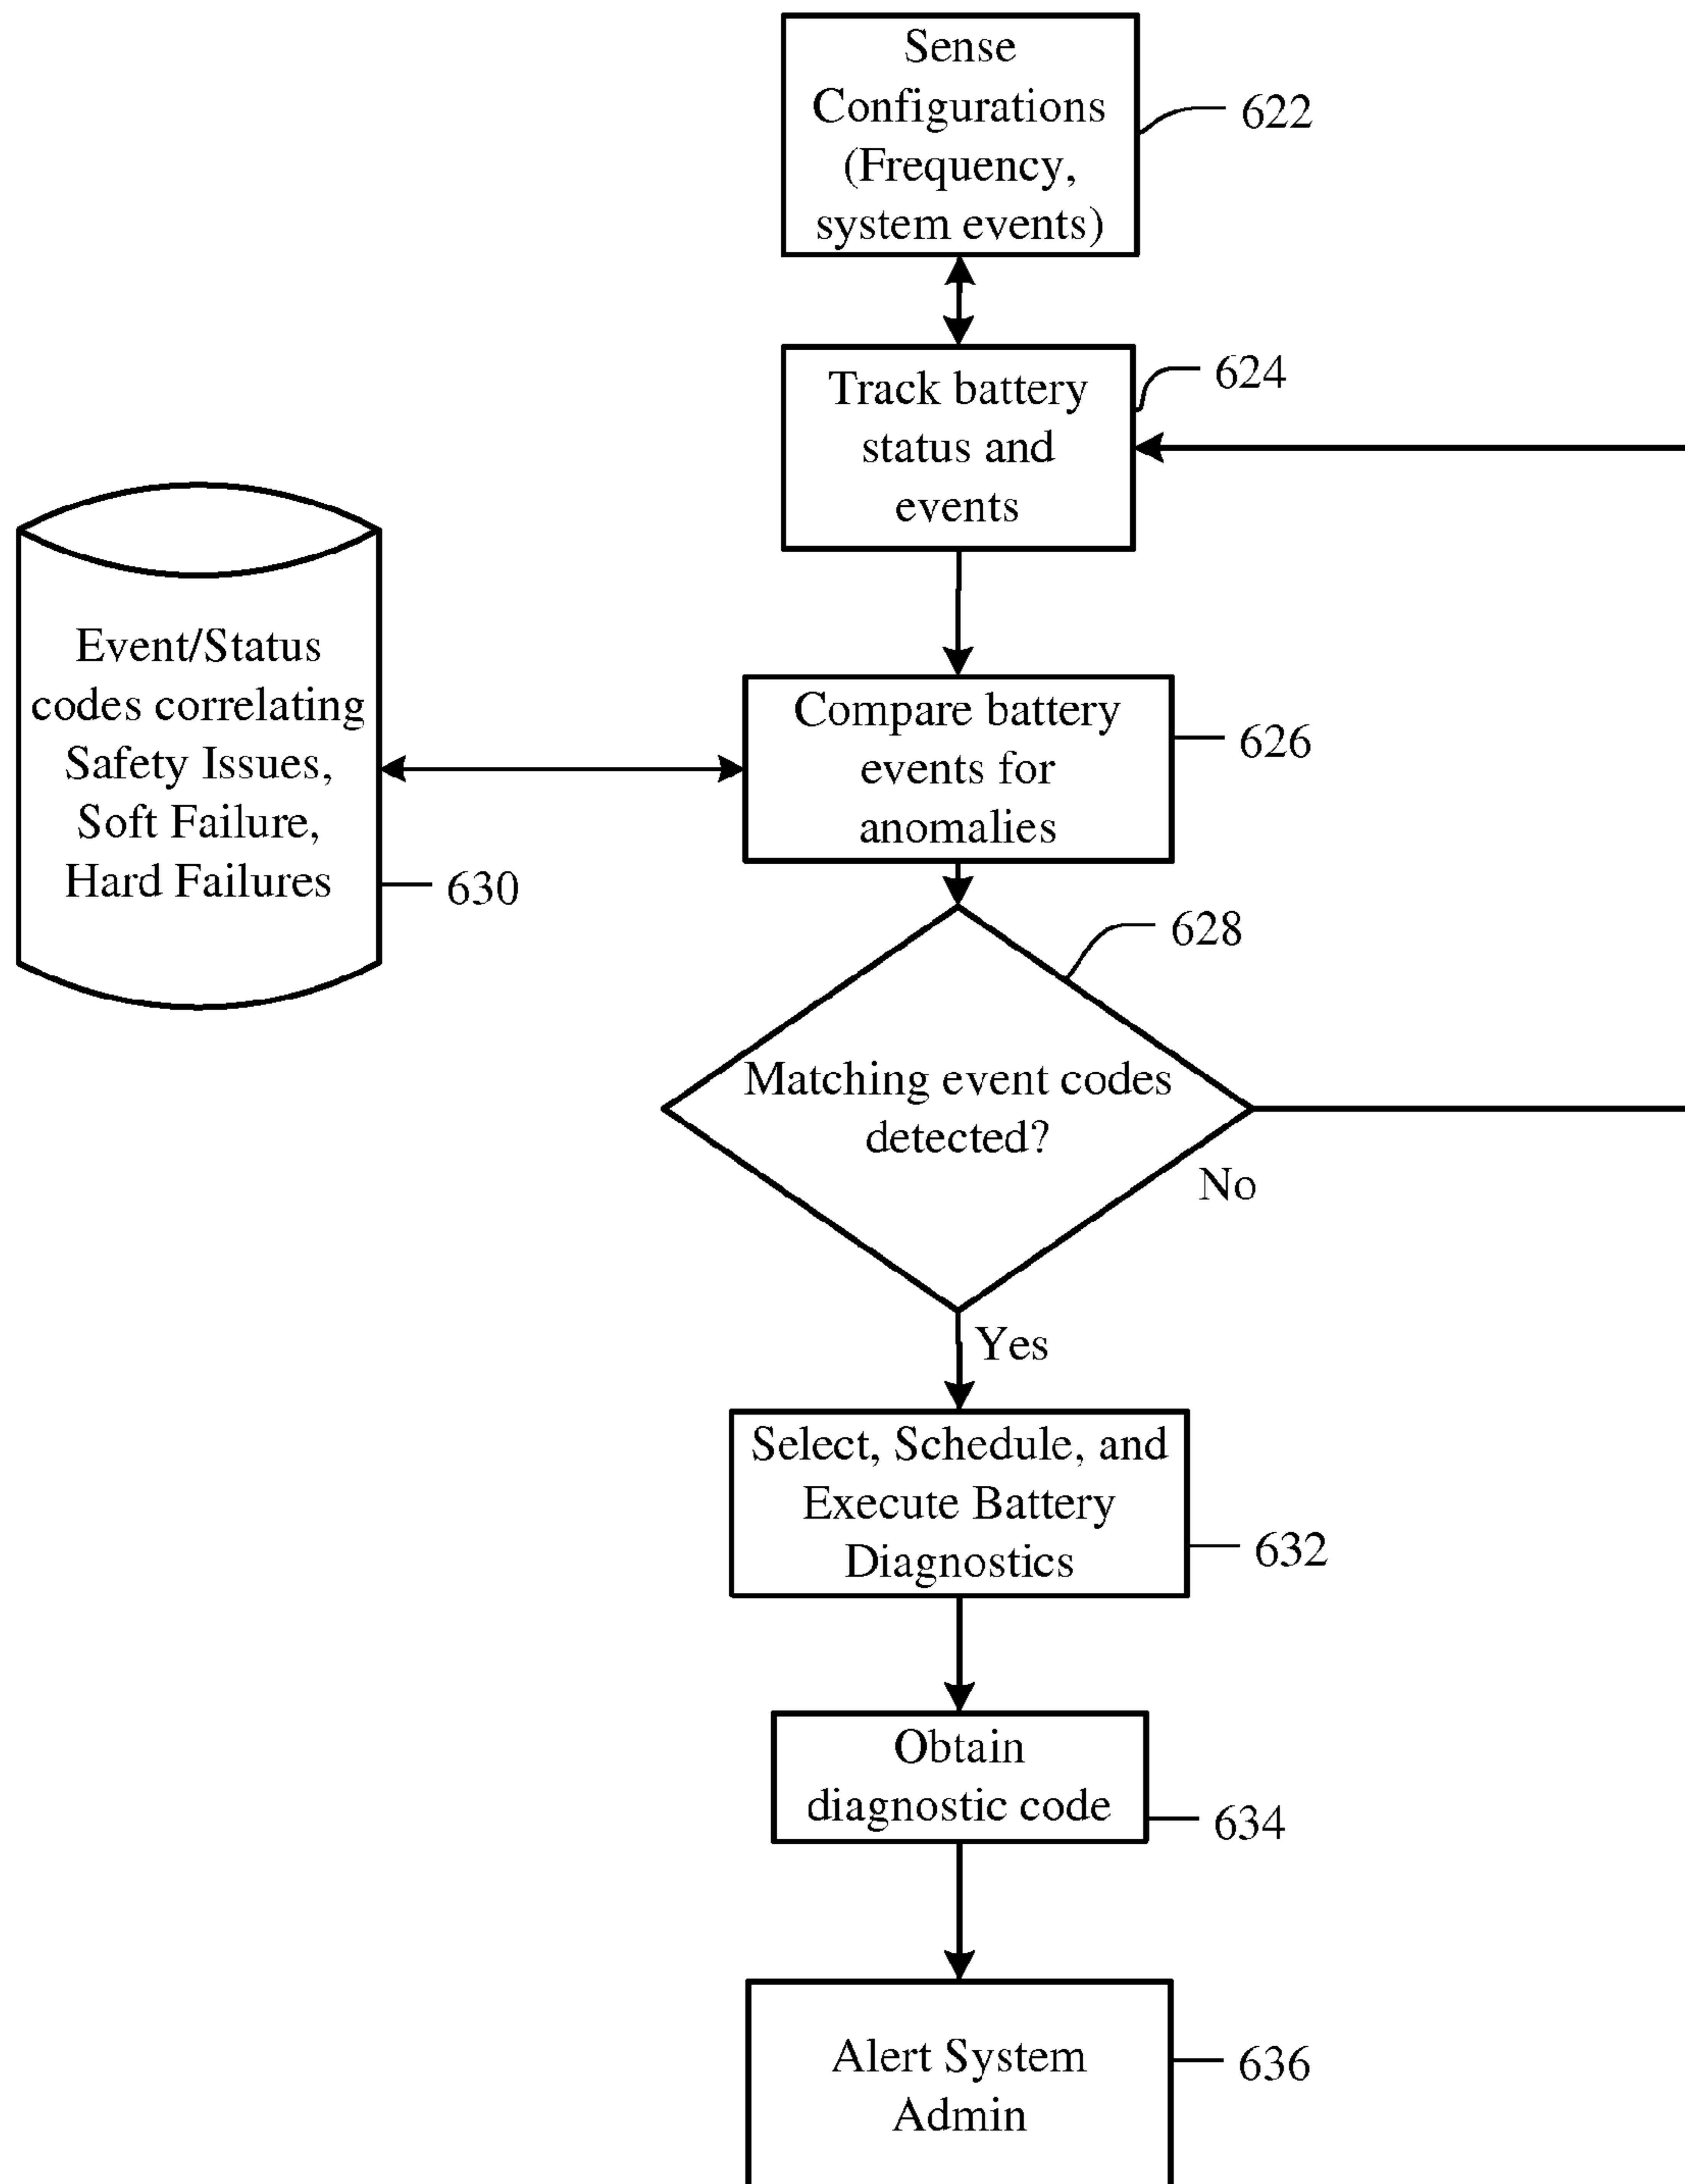 Sense
Configurations
(Frequency,
system events)
622
Track battery
status and
events
624
Event/Status
codes correlating
Safety Issues,
Soft Failure,
Hard Failures
630
Compare battery
events for
anomalies
626
628
Matching event codes
detected?
No
Yes
Select, Schedule, and
Execute Battery
Diagnostics
632
Obtain
diagnostic code
634
Alert System
Admin
636